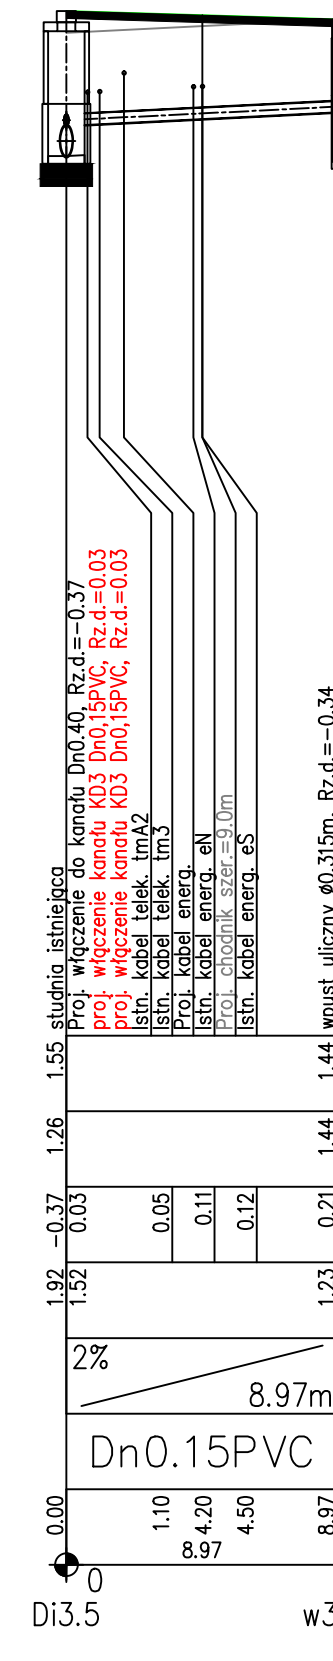 studnia istniejąca
Proj. włączenie do kanału Dn0.40, Rz.d.=-0.37
proj. włączenie kanału KD3 Dn0,15PVC, Rz.d.=0.03
proj. włączenie kanału KD3 Dn0,15PVC, Rz.d.=0.03
Istn. kabel telek. tmA2
Istn. kabel telek. tm3
Proj. kabel energ.
Istn. kabel energ. eN
Proj. chodnik szer.=9.0m
Istn. kabel energ. eS
wpust uliczny ø0.315m, Rz.d.=-0.34
1.55
1.44
1.26
1.44
-0.37
0.03
0.05
0.11
0.12
0.21
1.92
1.52
1.23
2%
8.97m
Dn0.15PVC
0.00
1.10
4.20
4.50
8.97
8.97
0
Di3.5
w3